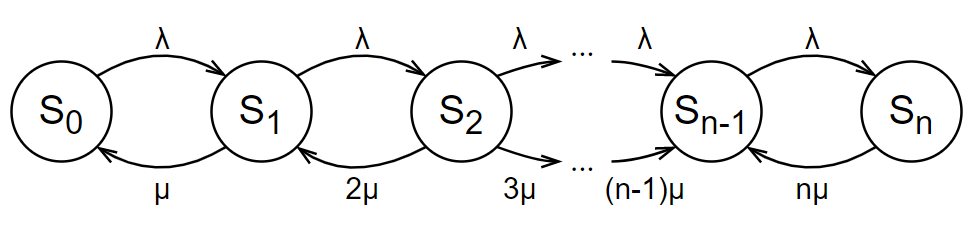 λ λ λ ... λ λ
S0 S1 S2 Sn-1 Sn
μ 2μ 3μ ... (n-1)μ nμ